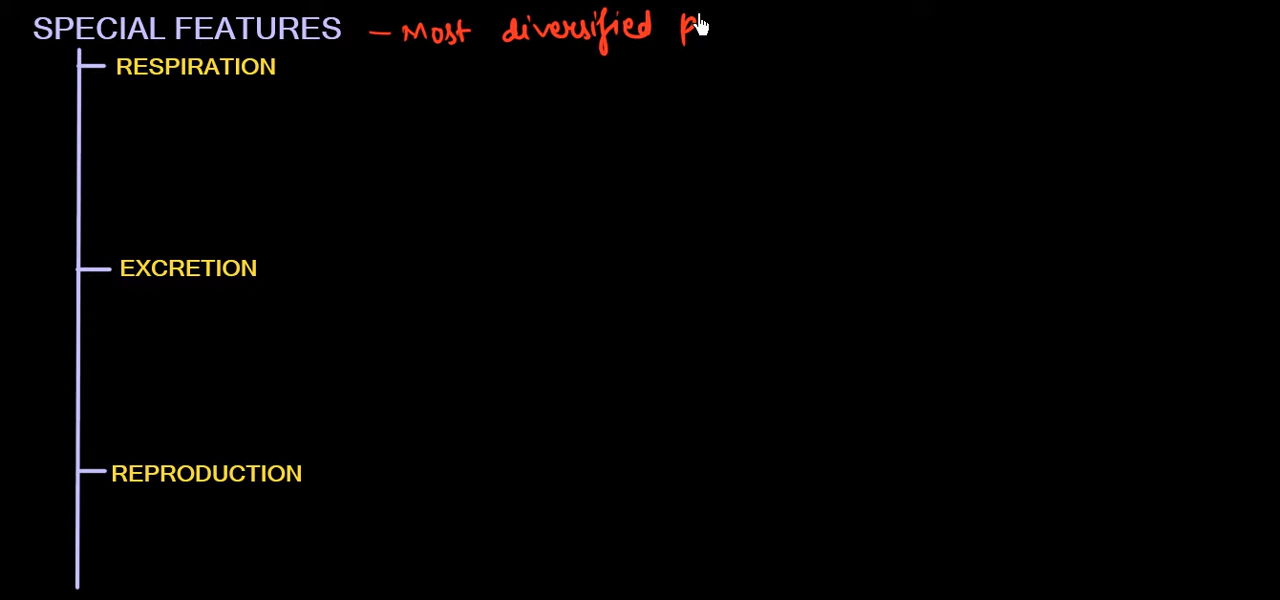 SPECIAL FEATURES - Most diversified
RESPIRATION
EXCRETION
REPRODUCTION